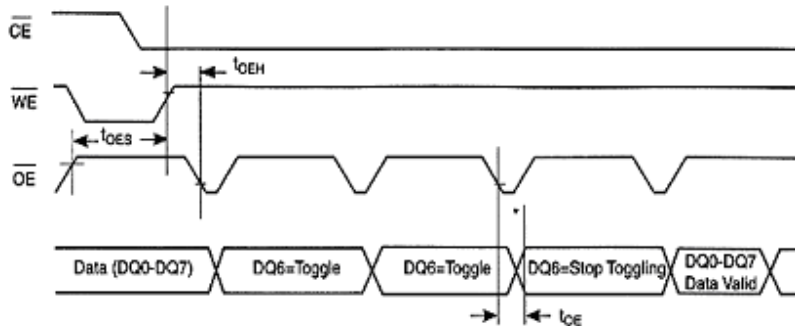 CE
tOEH
WE
tOES
OE
*
Data (DQ0-DQ7)
DQ6=Toggle
DQ6=Toggle
DQ6=Stop Toggling
DQ0-DQ7
Data Valid
tOE